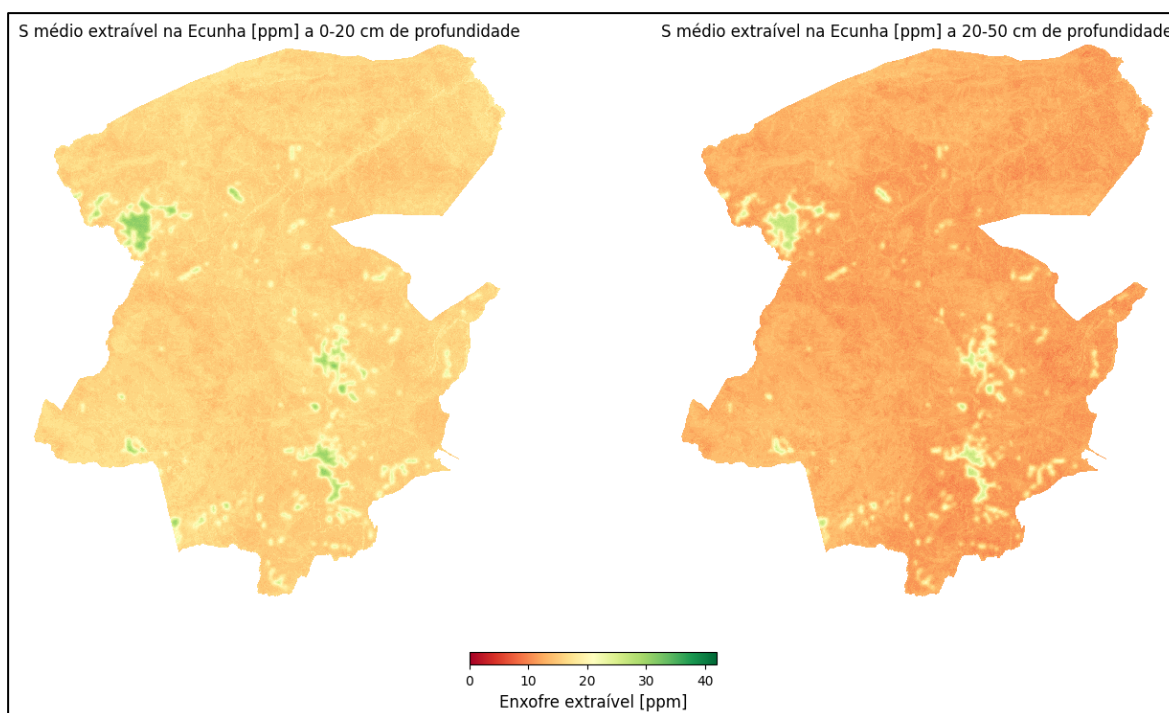 S médio extraível na Ecunha [ppm] a 0-20 cm de profundidade
S médio extraível na Ecunha [ppm] a 20-50 cm de profundidade
0 10 20 30 40
Enxofre extraível [ppm]